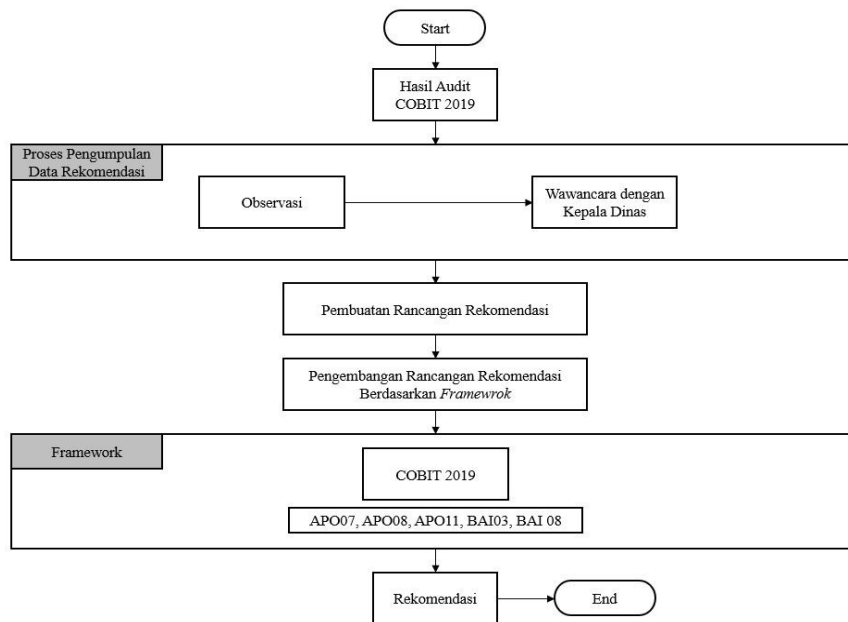 Start
Hasil Audit
COBIT 2019
Proses Pengumpulan
Data Rekomendasi
Observasi
Wawancara dengan
Kepala Dinas
Pembuatan Rancangan Rekomendasi
Pengembangan Rancangan Rekomendasi
Berdasarkan Framewrok
Framework
COBIT 2019
APO07, APO08, APO11, BAI03, BAI 08
Rekomendasi
End